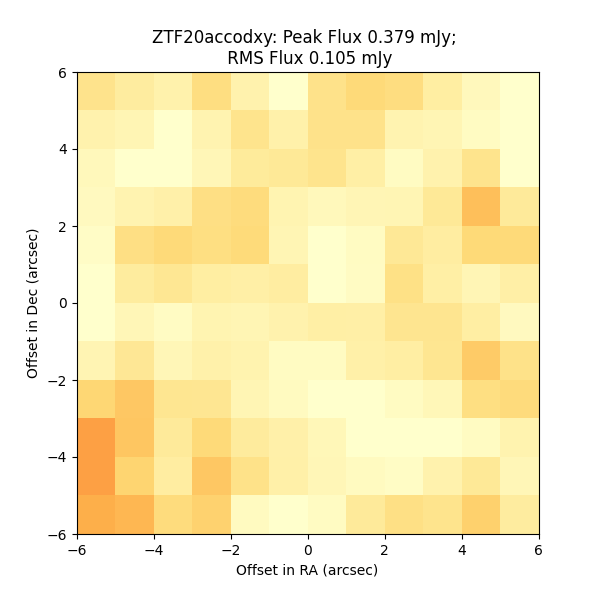 ZTF20accodxy: Peak Flux 0.379 mJy;
RMS Flux 0.105 mJy
6
4
2
0
−2
−4
−6
Offset in Dec (arcsec)
−6 −4 −2 0 2 4 6
Offset in RA (arcsec)